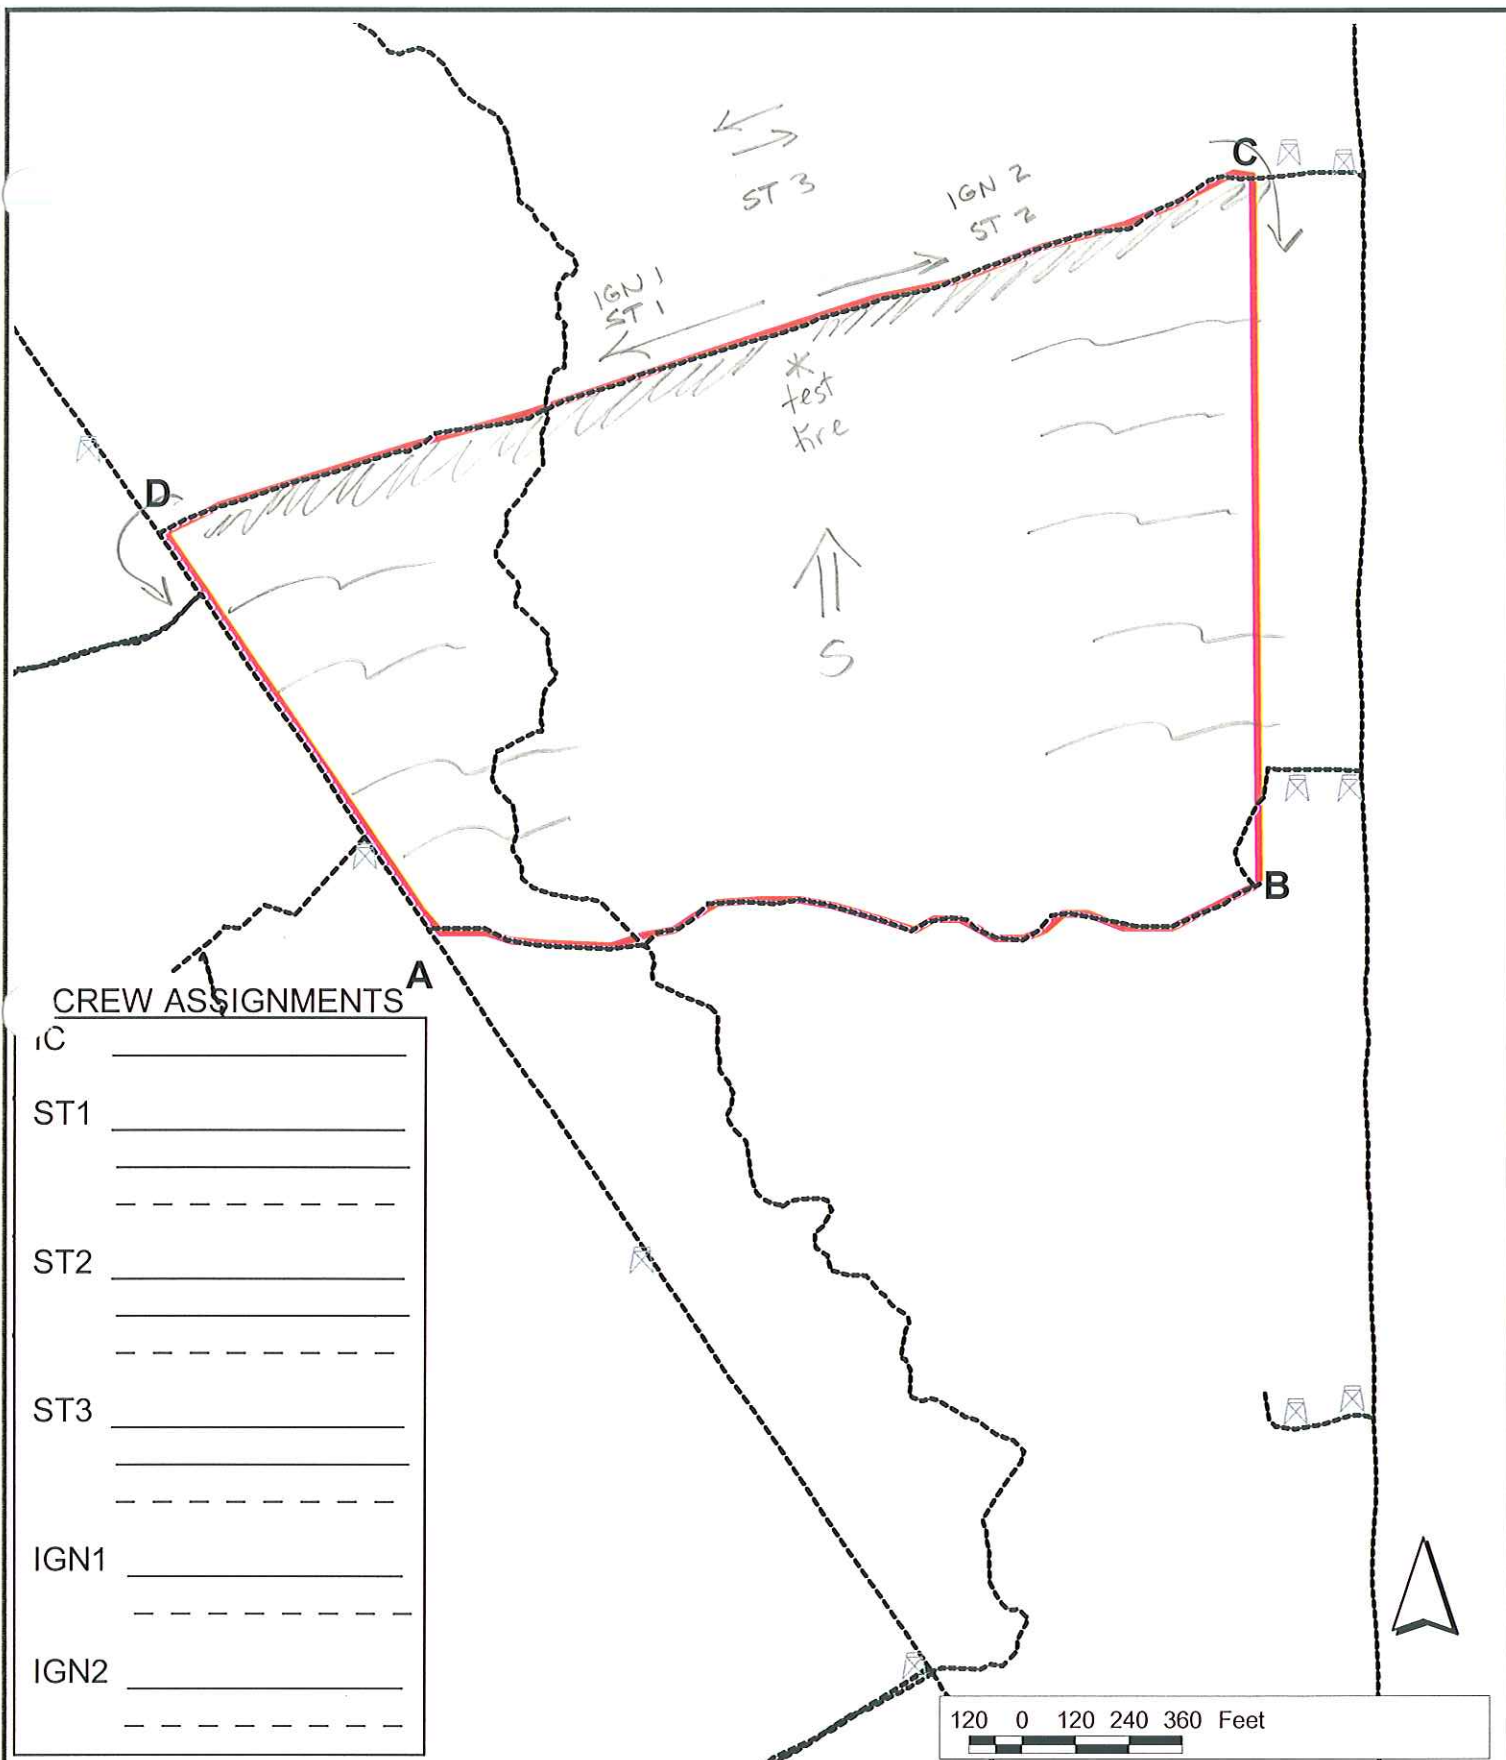 C
ST 3
IGN 2
ST 2
IGN 1
ST 1
*
test
fire
D
S
B
A
CREW ASSIGNMENTS
IC
ST1
ST2
ST3
IGN1
IGN2
120 0 120 240 360 Feet